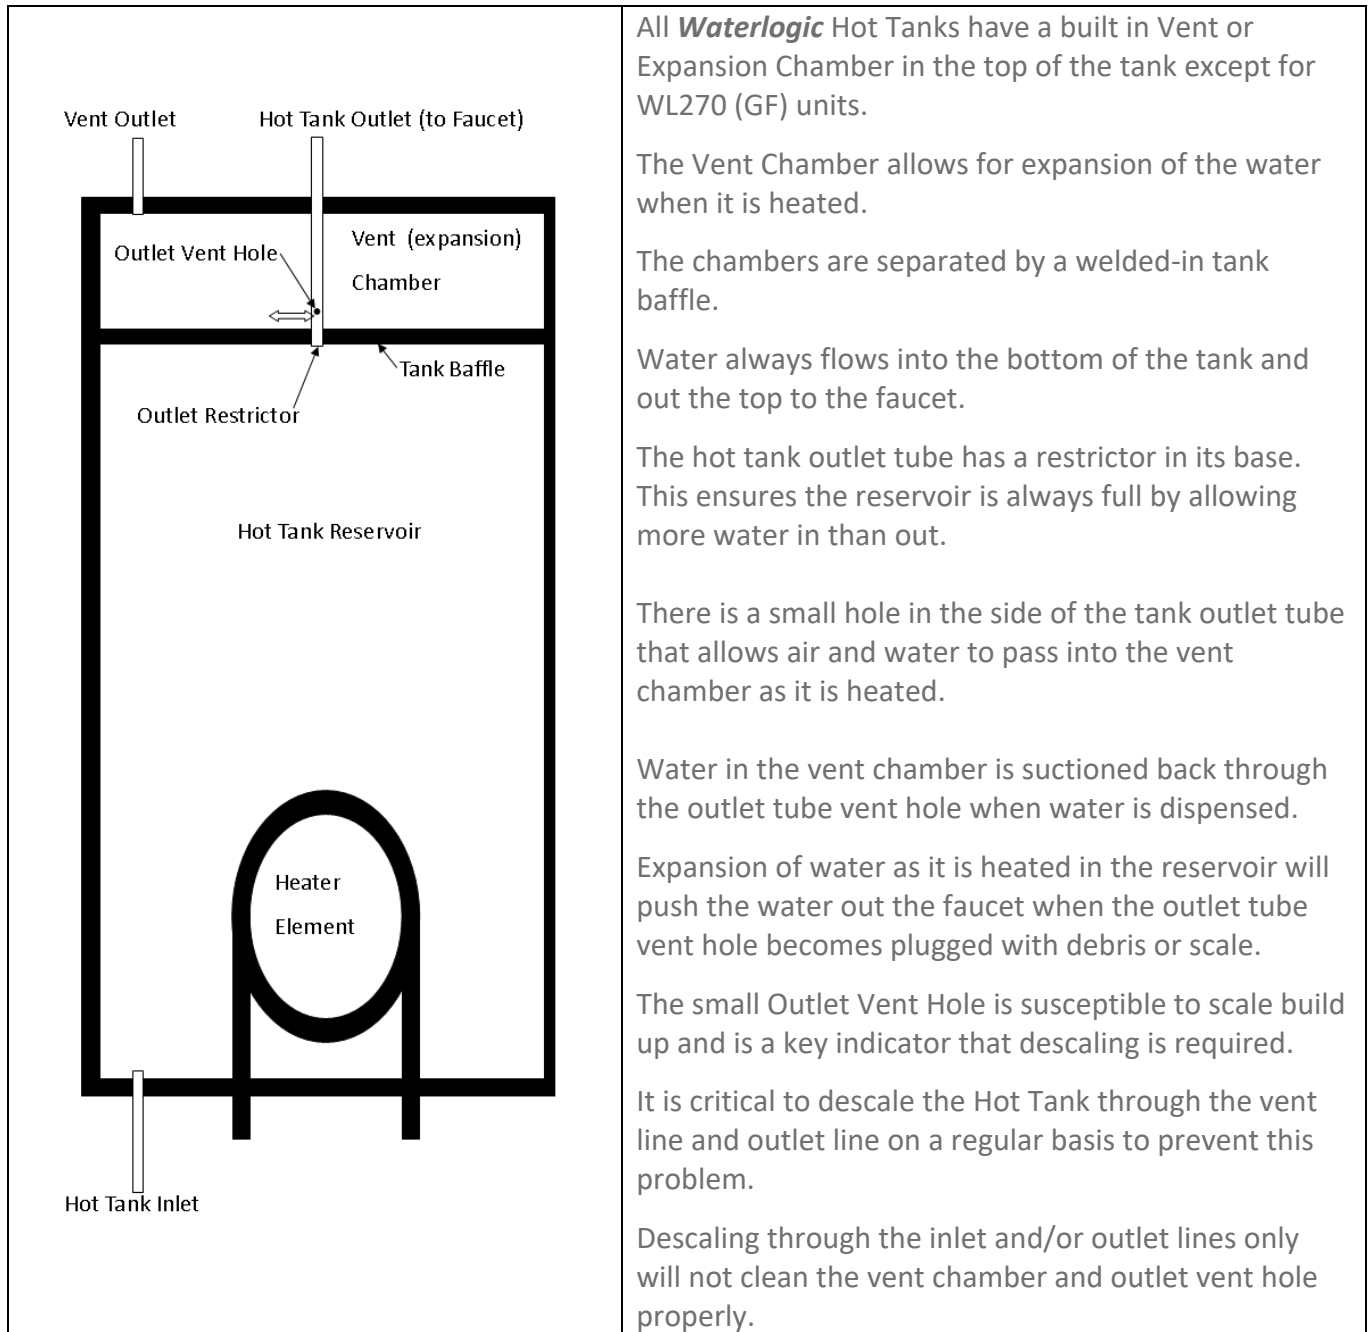 Vent Outlet
Hot Tank Outlet (to Faucet)
Outlet Vent Hole
Vent (expansion)
Chamber
Tank Baffle
Outlet Restrictor
Hot Tank Reservoir
Heater
Element
Hot Tank Inlet
All Waterlogic Hot Tanks have a built in Vent or
Expansion Chamber in the top of the tank except for
WL270 (GF) units.
The Vent Chamber allows for expansion of the water
when it is heated.
The chambers are separated by a welded-in tank
baffle.
Water always flows into the bottom of the tank and
out the top to the faucet.
The hot tank outlet tube has a restrictor in its base.
This ensures the reservoir is always full by allowing
more water in than out.
There is a small hole in the side of the tank outlet tube
that allows air and water to pass into the vent
chamber as it is heated.
Water in the vent chamber is suctioned back through
the outlet tube vent hole when water is dispensed.
Expansion of water as it is heated in the reservoir will
push the water out the faucet when the outlet tube
vent hole becomes plugged with debris or scale.
The small Outlet Vent Hole is susceptible to scale build
up and is a key indicator that descaling is required.
It is critical to descale the Hot Tank through the vent
line and outlet line on a regular basis to prevent this
problem.
Descaling through the inlet and/or outlet lines only
will not clean the vent chamber and outlet vent hole
properly.